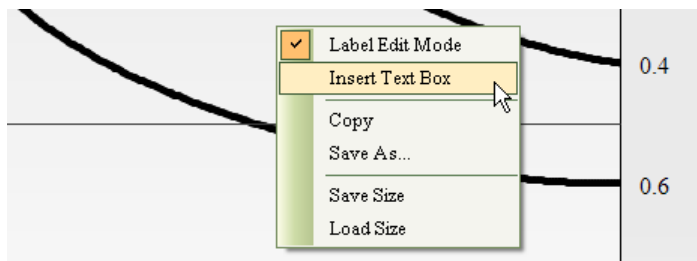 Label Edit Mode
Insert Text Box
Copy
Save As...
Save Size
Load Size
0.4
0.6